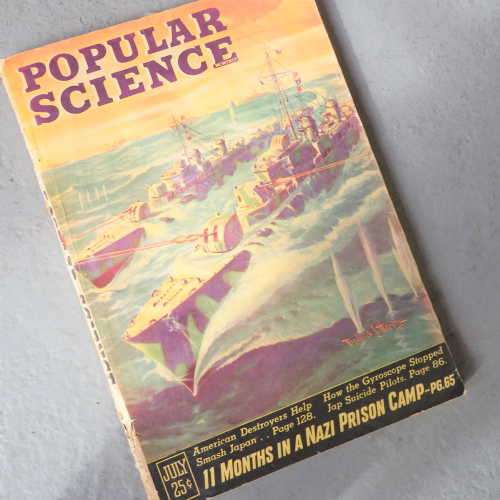 POPULAR
SCIENCE
MONTHLY
American Destroyers Help
Smash Japan . . Page 128.
How the Gyroscope Stopped
Jap Suicide Pilots. Page 86.
JULY
25¢
11 MONTHS IN A NAZI PRISON CAMP—PG. 65